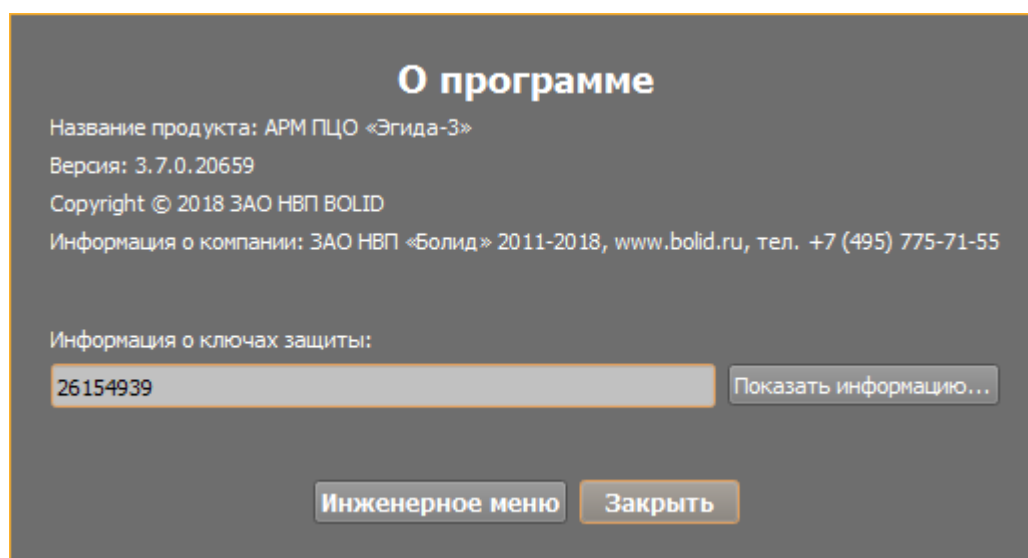 О программе
Название продукта: АРМ ПЦО «Эгида-3»
Версия: 3.7.0.20659
Copyright © 2018 ЗАО НВП BOLID
Информация о компании: ЗАО НВП «Болид» 2011-2018, www.bolid.ru, тел. +7 (495) 775-71-55
Информация о ключах защиты:
26154939 Показать информацию...
Инженерное меню Закрыть